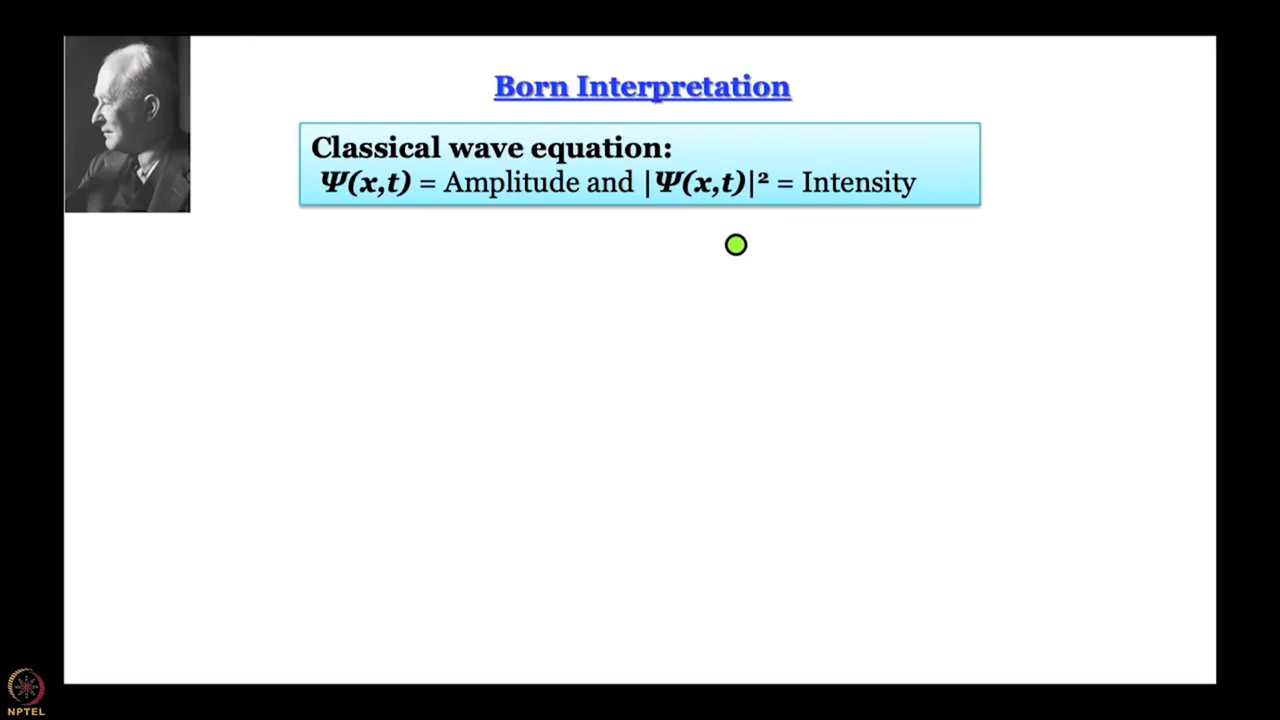 Born Interpretation
Classical wave equation:
Ψ(x,t) = Amplitude and |Ψ(x,t)|² = Intensity
NPTEL